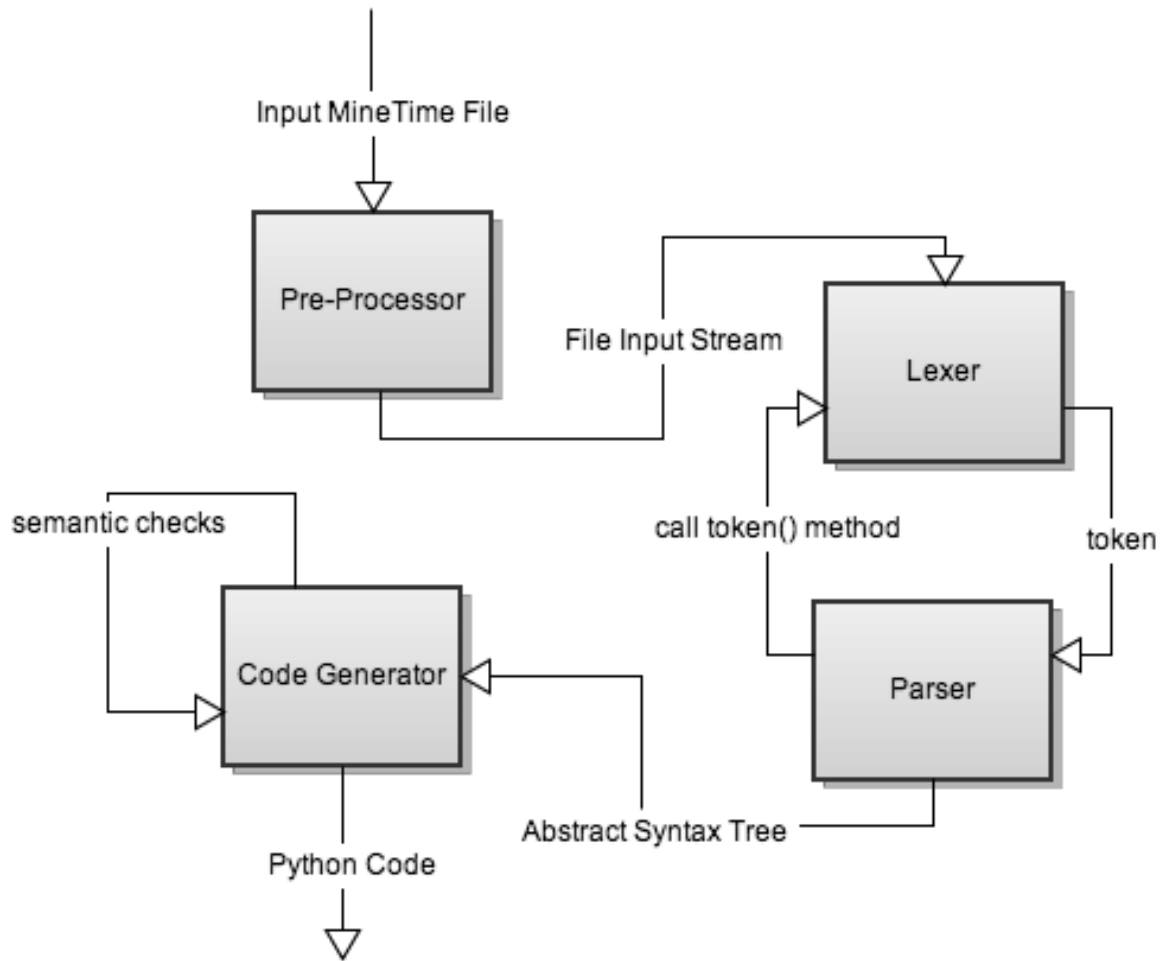 Input MineTime File
Pre-Processor
File Input Stream
Lexer
semantic checks
call token() method
token
Code Generator
Parser
Abstract Syntax Tree
Python Code